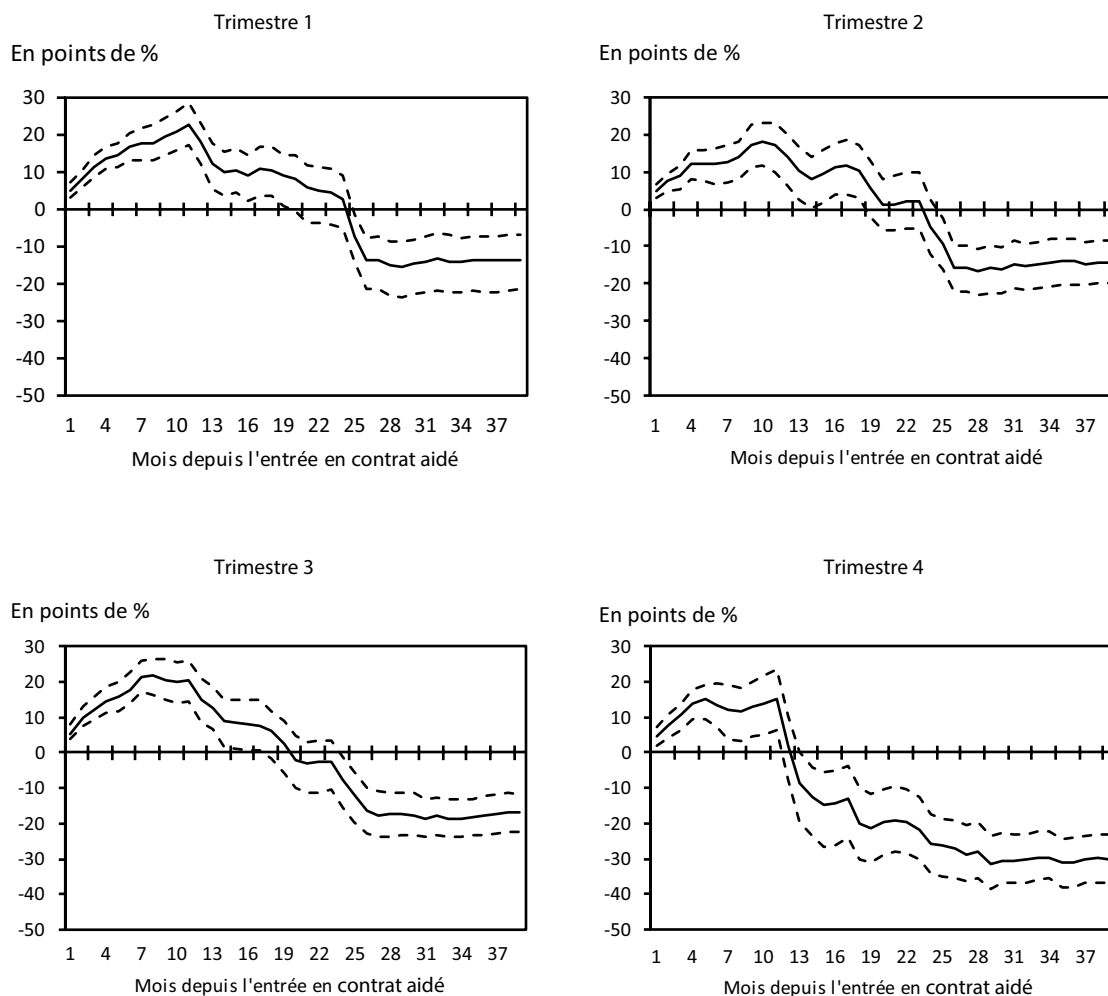 Trimestre 1
En points de %
30
20
10
0
-10
-20
-30
-40
-50
1 4 7 10 13 16 19 22 25 28 31 34 37
Mois depuis l'entrée en contrat aidé
Trimestre 2
En points de %
30
20
10
0
-10
-20
-30
-40
-50
1 4 7 10 13 16 19 22 25 28 31 34 37
Mois depuis l'entrée en contrat aidé
Trimestre 3
En points de %
30
20
10
0
-10
-20
-30
-40
-50
1 4 7 10 13 16 19 22 25 28 31 34 37
Mois depuis l'entrée en contrat aidé
Trimestre 4
En points de %
30
20
10
0
-10
-20
-30
-40
-50
1 4 7 10 13 16 19 22 25 28 31 34 37
Mois depuis l'entrée en contrat aidé